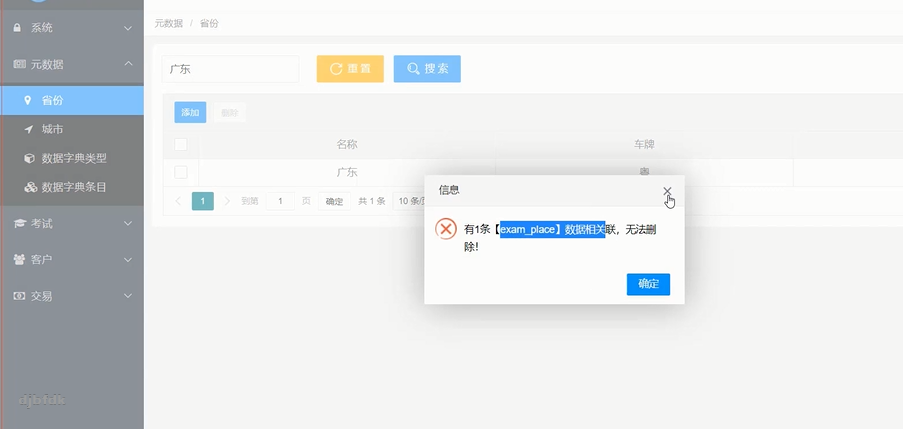 系统
元数据
省份
城市
数据字典类型
数据字典条目
考试
客户
交易
元数据 / 省份
广东
重置
搜索
添加
删除
名称 车牌
广东 粤
1 到第 1 页 确定 共 1 条 10 条/页
信息
有1条【exam_place】数据相关联，无法删
除！
确定